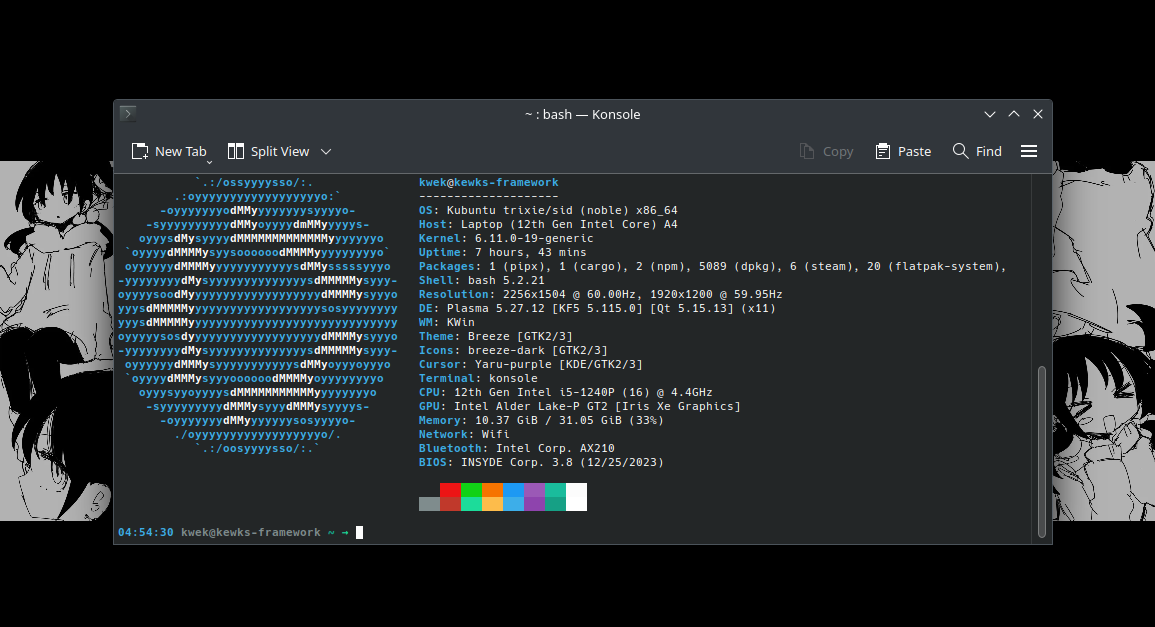 ~ : bash — Konsole
New Tab Split View Copy Paste Find
`.:/ossyyyysso/:. kwek@kewks-framework
.:oyyyyyyyyyyyyyyyyyyo:` --------------------
-oyyyyyyyodMMyyyyyyyysyyyyo- OS: Kubuntu trixie/sid (noble) x86_64
-syyyyyyyyyydMMyoyyyydmMMyyyyys- Host: Laptop (12th Gen Intel Core) A4
oyyysdMysyyyydMMMMMMMMMMMMMyyyyyyyo Kernel: 6.11.0-19-generic
`oyyyydMMMMysyysoooooodMMMMyyyyyyyyo` Uptime: 7 hours, 43 mins
oyyyyyydMMMMyyyyyyyyyyyysdMMysssssyyyo Packages: 1 (pipx), 1 (cargo), 2 (npm), 5089 (dpkg), 6 (steam), 20 (flatpak-system),
-yyyyyyyydMysyyyyyyyyyyyyyysdMMMMMysyyy- Shell: bash 5.2.21
oyyyysoodMyyyyyyyyyyyyyyyyyyydMMMMysyyyo Resolution: 2256x1504 @ 60.00Hz, 1920x1200 @ 59.95Hz
yyysdMMMMMyyyyyyyyyyyyyyyyyyysosyyyyyyyy DE: Plasma 5.27.12 [KF5 5.115.0] [Qt 5.15.13] (x11)
yyysdMMMMMyyyyyyyyyyyyyyyyyyyyyyyyyyyyyy WM: KWin
oyyyyysosdyyyyyyyyyyyyyyyyyyydMMMMysyyyo Theme: Breeze [GTK2/3]
-yyyyyyyydMysyyyyyyyyyyyyyysdMMMMMysyyy- Icons: breeze-dark [GTK2/3]
oyyyyyydMMMysyyyyyyyyyyysdMMyoyyyoyyyo Cursor: Yaru-purple [KDE/GTK2/3]
`oyyyydMMMysyyyoooooodMMMMyoyyyyyyyyo Terminal: konsole
oyyysyyoyyyysdMMMMMMMMMMMyyyyyyyyo CPU: 12th Gen Intel i5-1240P (16) @ 4.4GHz
-syyyyyyyyydMMMysyyydMMMysyyyys- GPU: Intel Alder Lake-P GT2 [Iris Xe Graphics]
-oyyyyyyydMMyyyyyyysosyyyyo- Memory: 10.37 GiB / 31.05 GiB (33%)
./oyyyyyyyyyyyyyyyyyyo/. Network: Wifi
`.:/oosyyyysso/:.` Bluetooth: Intel Corp. AX210
BIOS: INSYDE Corp. 3.8 (12/25/2023)
04:54:30 kwek@kewks-framework ~ →